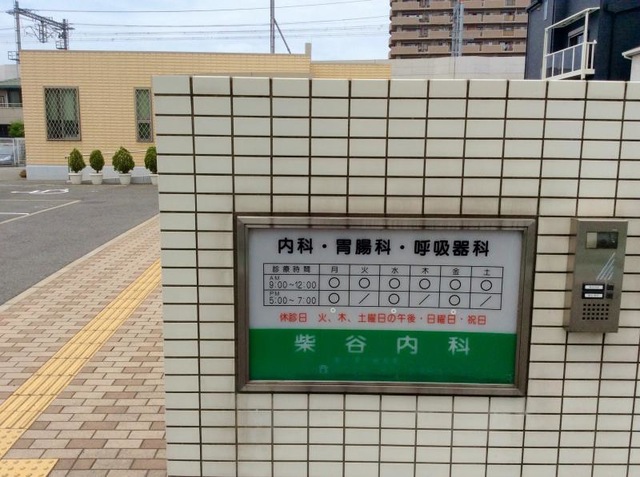 内科・胃腸科・呼吸器科
診療時間 月 火 水 木 金 土
AM 9:00~12:00 ○ ○ ○ ○ ○ ○
PM 5:00~7:00 ○ / ○ / ○ /
休診日 火、木、土曜日の午後・日曜日・祝日
柴谷内科